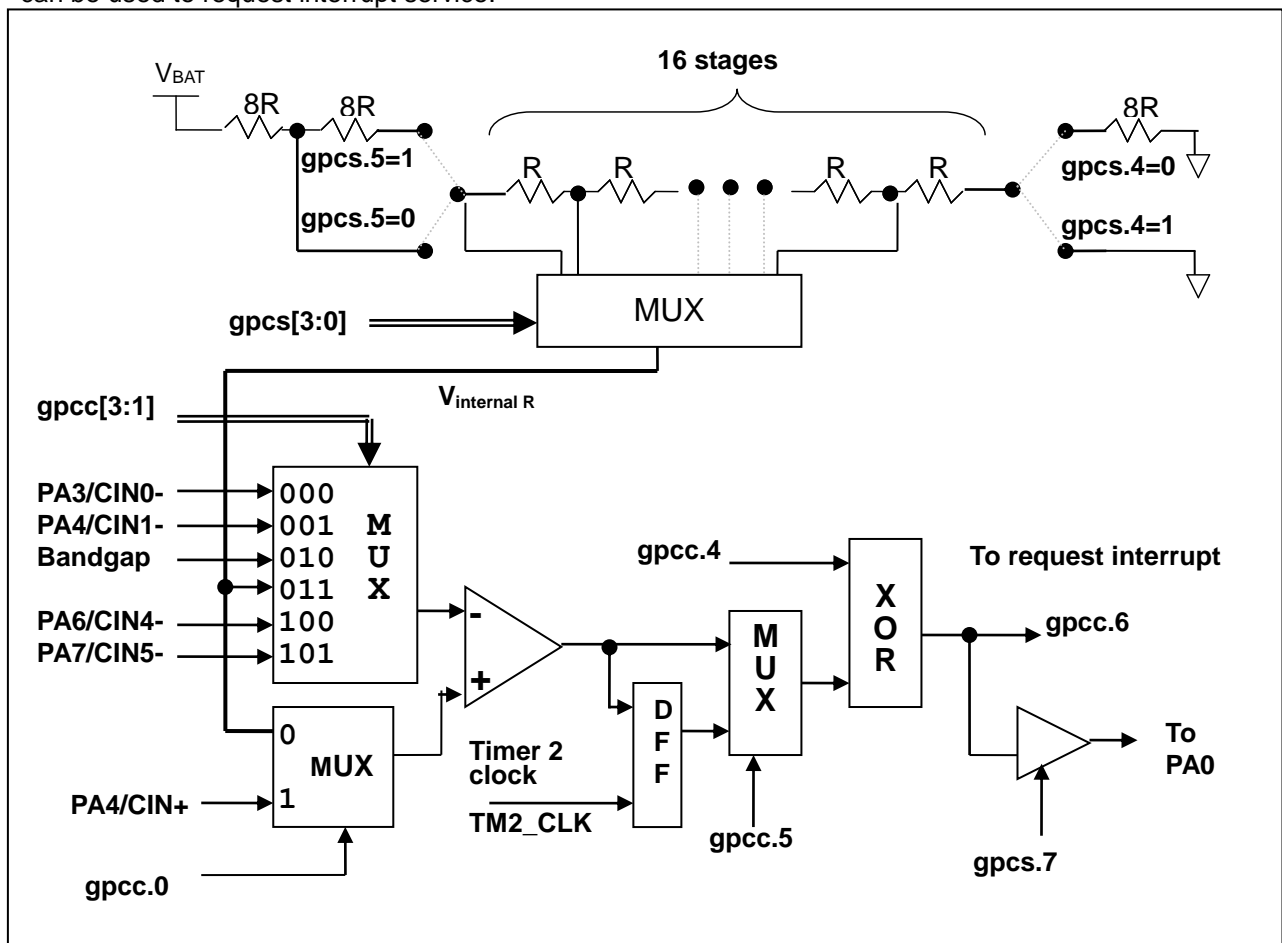 can be used to request interrupt service.
16 stages
VBAT
8R
8R
8R
gpcs.5=1
R
R
R
R
gpcs.4=0
gpcs.5=0
gpcs.4=1
MUX
gpcs[3:0]
Vinternal R
gpcc[3:1]
PA3/CIN0-
000
PA4/CIN1-
001
M
Bandgap
010
U
011
X
PA6/CIN4-
100
PA7/CIN5-
101
-
+
gpcc.4
To request interrupt
X
O
R
gpcc.6
M
U
X
D
F
F
0
MUX
1
PA4/CIN+
gpcc.0
Timer 2
clock
TM2_CLK
gpcc.5
To
PA0
gpcs.7